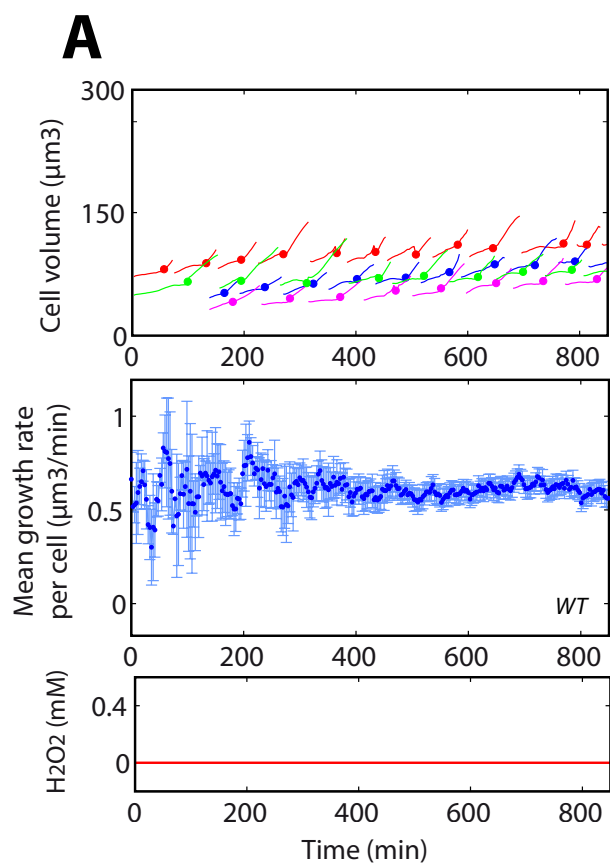 A
300
150
0
Cell volume (µm3)
0 200 400 600 800
1
0.5
0
Mean growth rate
per cell (µm3/min)
WT
0 200 400 600 800
0.4
0
H2O2 (mM)
0 200 400 600 800
Time (min)